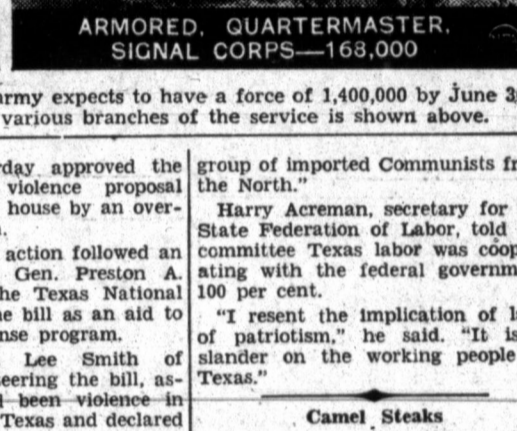 ARMORED, QUARTERMASTER,
SIGNAL CORPS—168,000
army expects to have a force of 1,400,000 by June
various branches of the service is shown above.
approved the
violence proposal
house by an over-
action followed an
Gen. Preston A.
the Texas National
bill as an aid to
program.
Lee Smith of
the bill, as-
been violence in
Texas and declared
group of imported Communists
the North."
Harry Acreman, secretary for
State Federation of Labor, told
committee Texas labor was
ating with the federal
100 per cent.
"I resent the implication of
of patriotism," he said. "It is
slander on the working people
Texas."
Camel Steaks